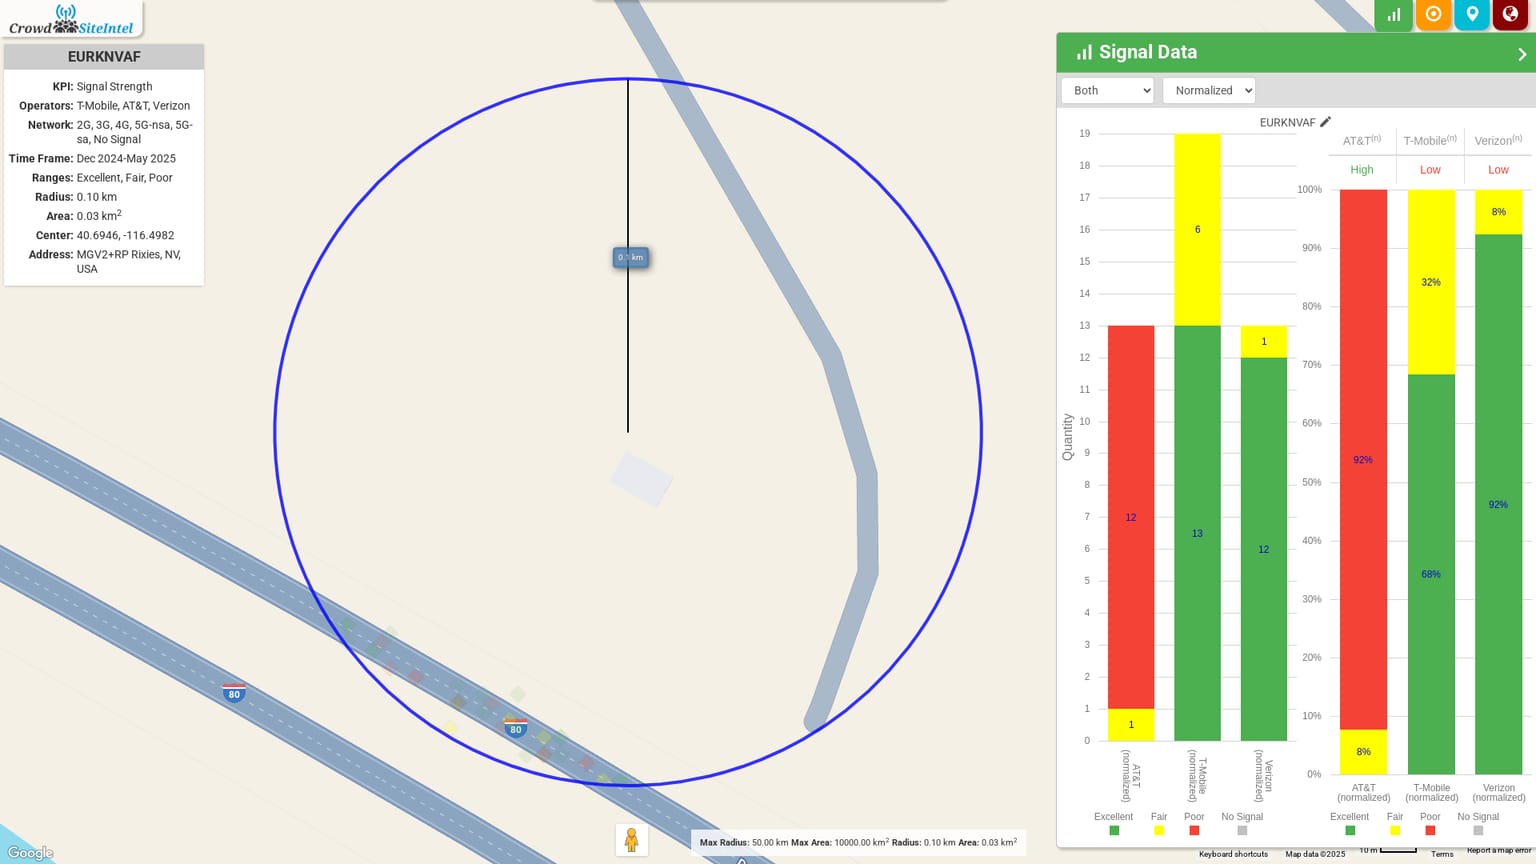 Crowd SiteIntel
EURKNVAF
KPI: Signal Strength
Operators: T-Mobile, AT&T, Verizon
Network: 2G, 3G, 4G, 5G-nsa, 5G-
sa, No Signal
Time Frame: Dec 2024-May 2025
Ranges: Excellent, Fair, Poor
Radius: 0.10 km
Area: 0.03 km²
Center: 40.6946, -116.4982
Address: MGV2+RP Rixies, NV,
USA
0.1 km
80
80
Google
Max Radius: 50.00 km Max Area: 10000.00 km² Radius: 0.10 km Area: 0.03 km²
Signal Data
Both
Normalized
EURKNVAF
Quantity
19
18
17
16
15
14
13
12
11
10
9
8
7
6
5
4
3
2
1
0
6
1
12
13
12
1
AT&T
(normalized)
T-Mobile
(normalized)
Verizon
(normalized)
Excellent
Fair
Poor
No Signal
AT&T(n)
T-Mobile(n)
Verizon(n)
High
Low
Low
100%
90%
80%
70%
60%
50%
40%
30%
20%
10%
0%
8%
32%
92%
92%
68%
8%
AT&T
(normalized)
T-Mobile
(normalized)
Verizon
(normalized)
Excellent
Fair
Poor
No Signal
Keyboard shortcuts
Map data ©2025
10 m
Terms
Report a map error